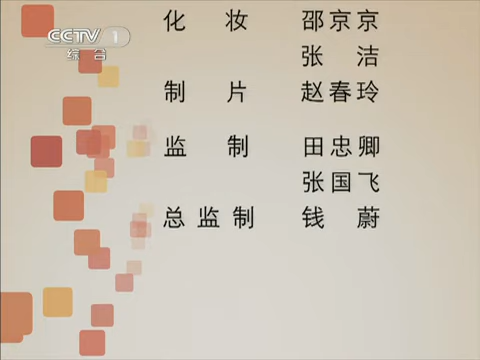 CCTV 1
综合
化妆 邵京京
张洁
制片 赵春玲
监制 田忠卿
张国飞
总监制 钱蔚